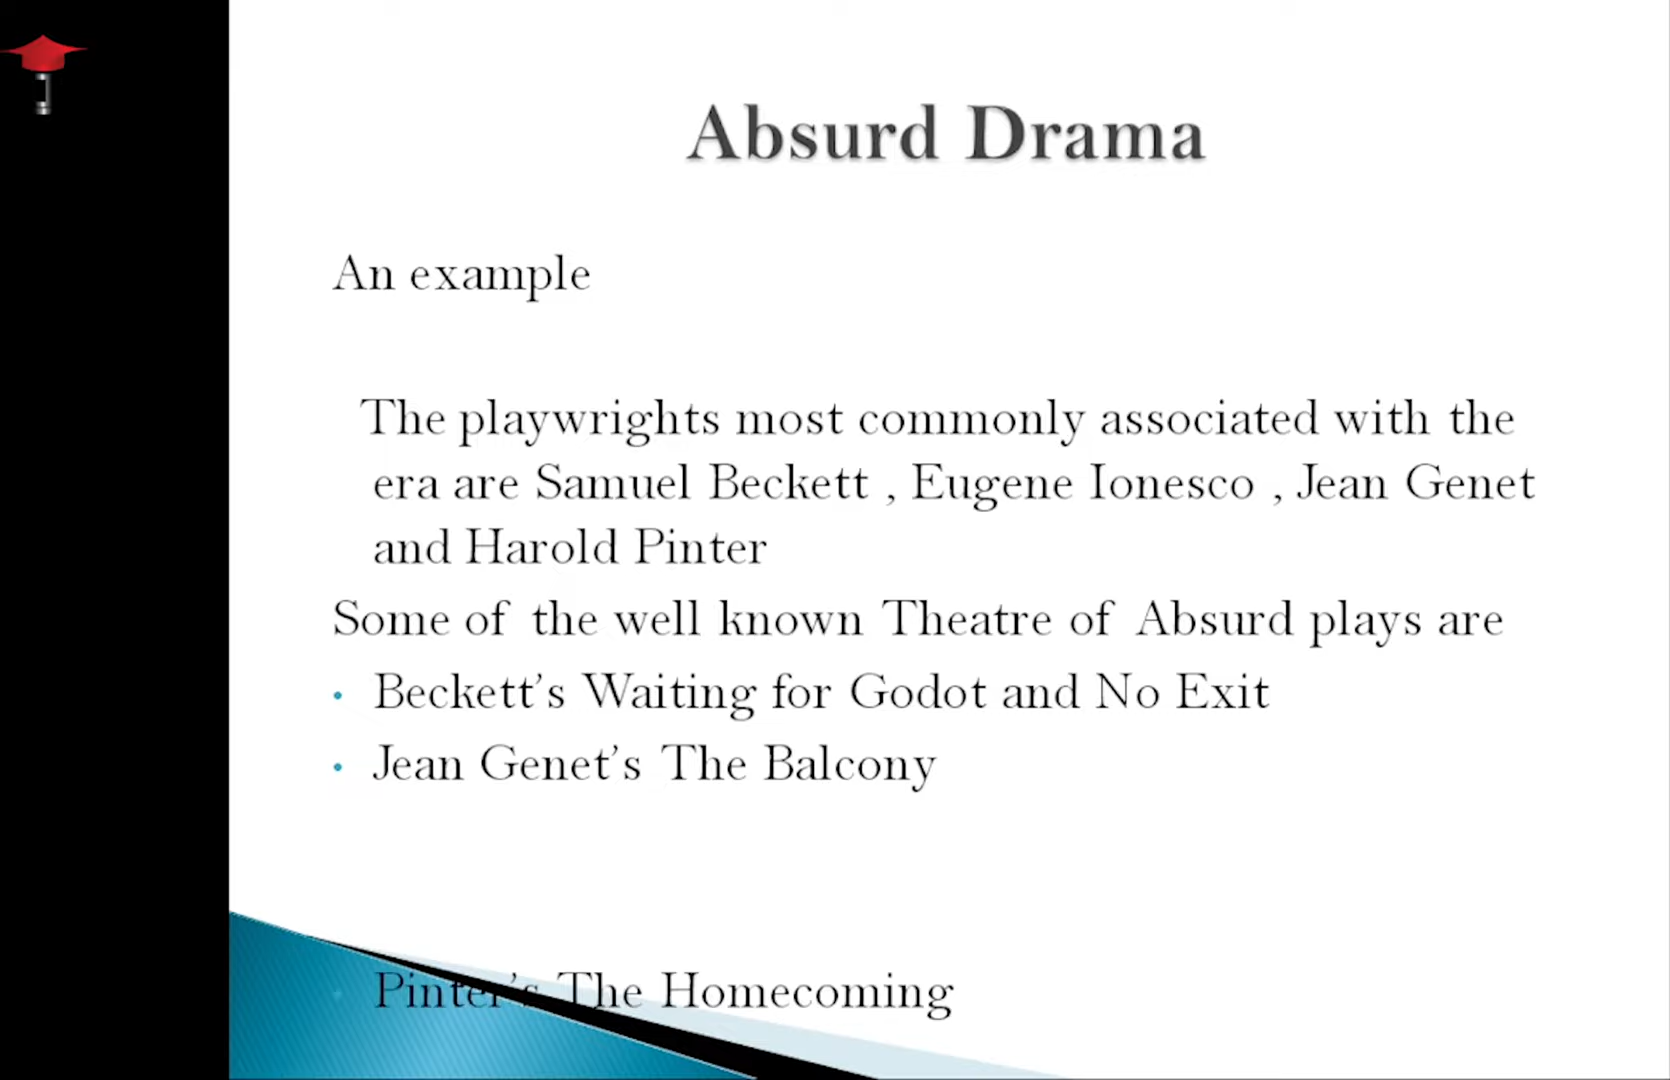 Absurd Drama
An example
The playwrights most commonly associated with the
era are Samuel Beckett , Eugene Ionesco , Jean Genet
and Harold Pinter
Some of the well known Theatre of Absurd plays are
• Beckett’s Waiting for Godot and No Exit
• Jean Genet’s The Balcony
• Pinter’s The Homecoming